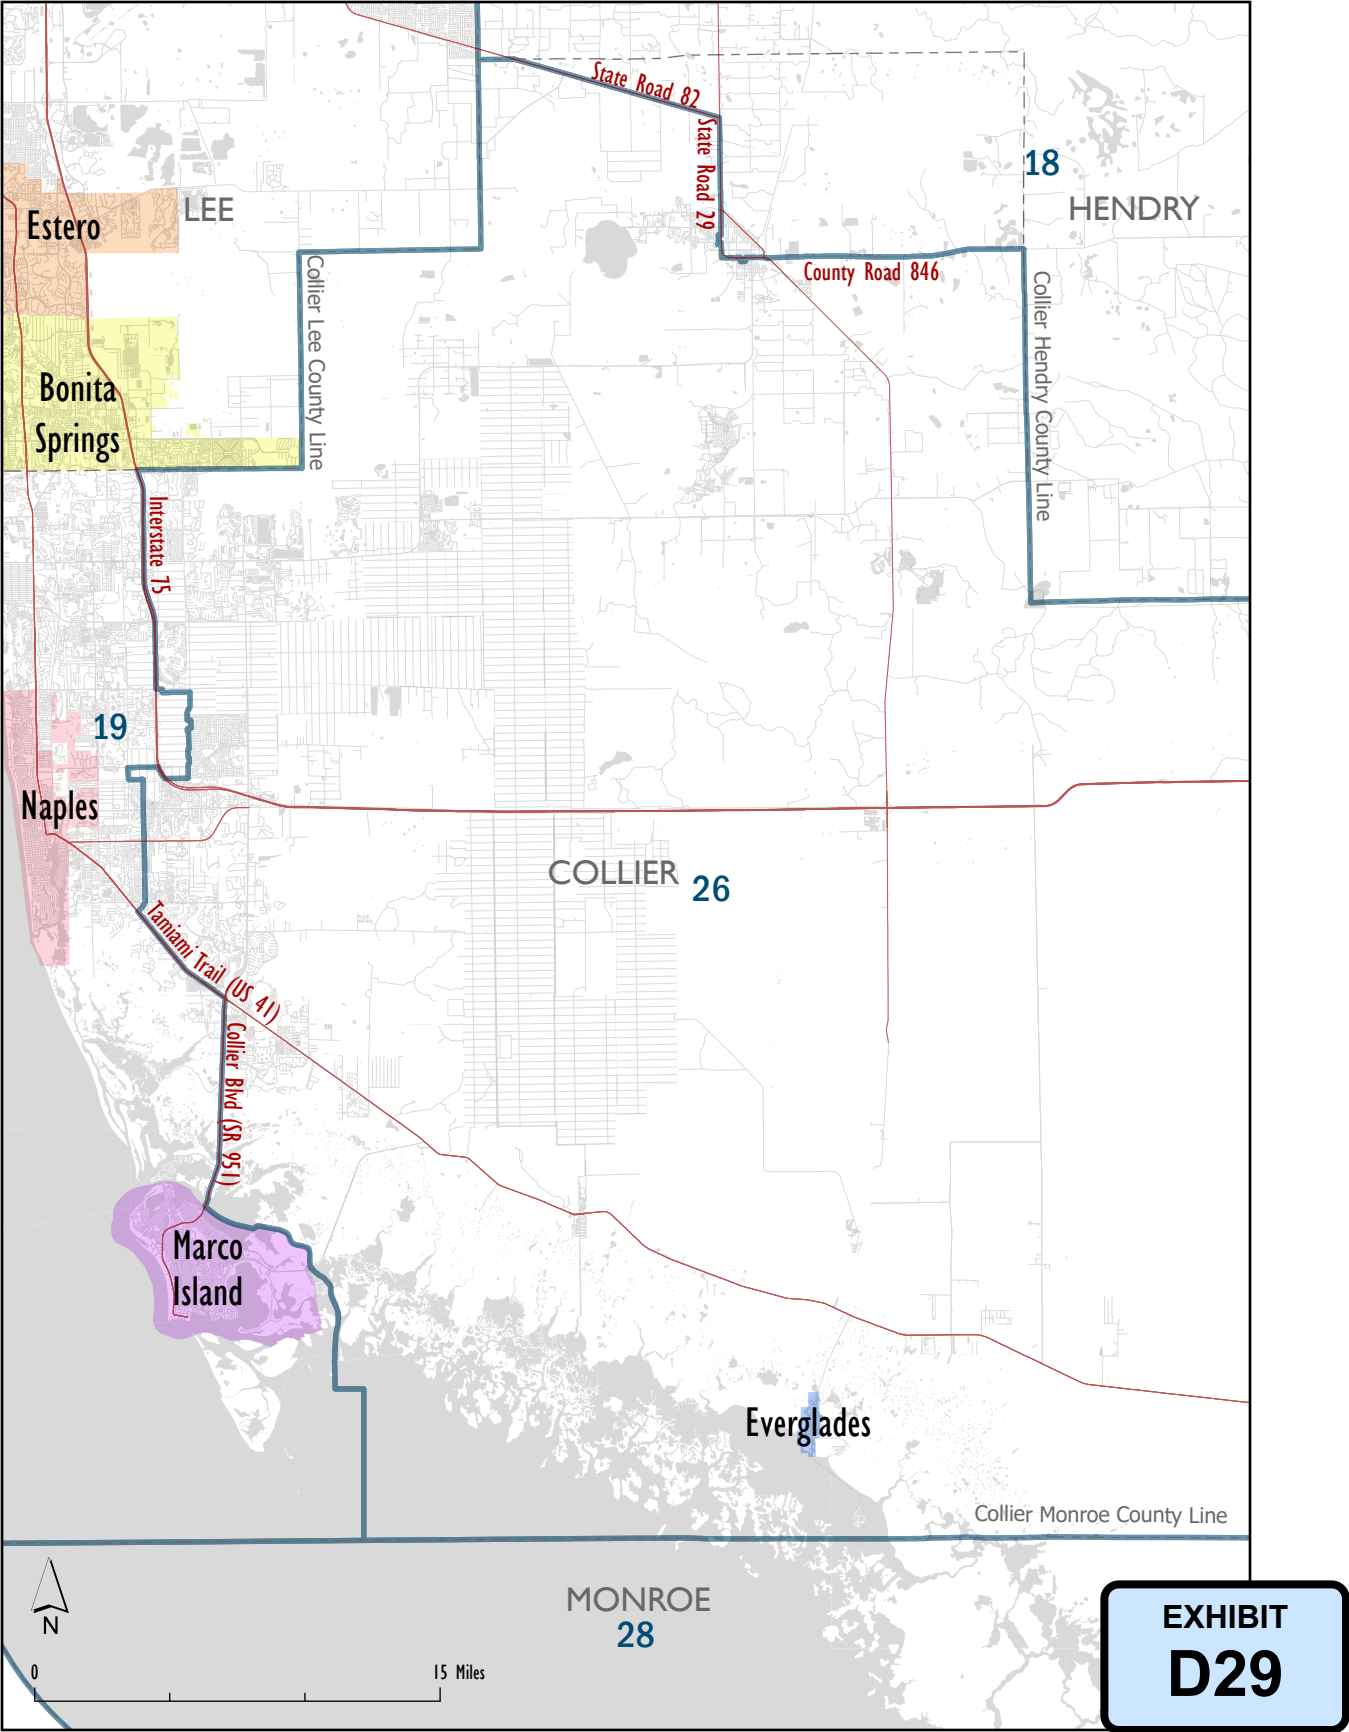 State Road 82
State Road 29
18
LEE
HENDRY
Estero
County Road 846
Collier Lee County Line
Collier Hendry County Line
Bonita
Springs
Interstate 75
19
Naples
COLLIER
26
Tamiami Trail (US 41)
Collier Blvd (SR 951)
Marco
Island
Everglades
Collier Monroe County Line
MONROE
28
N
0
15 Miles
EXHIBIT
D29